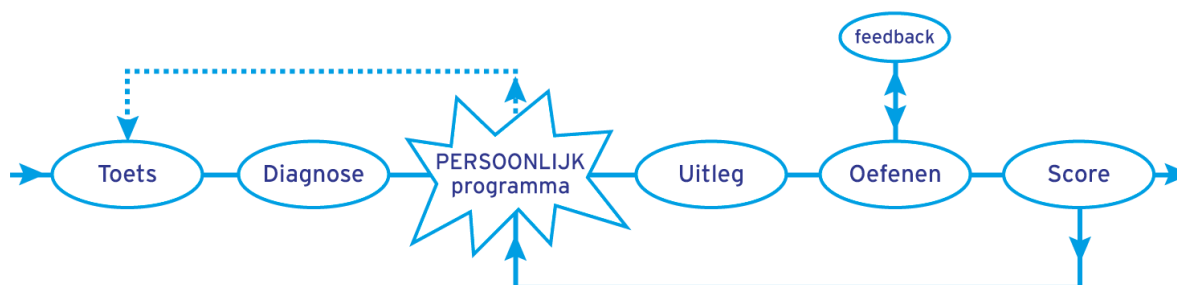 feedback
Toets
Diagnose
PERSOONLIJK
programma
Uitleg
Oefenen
Score